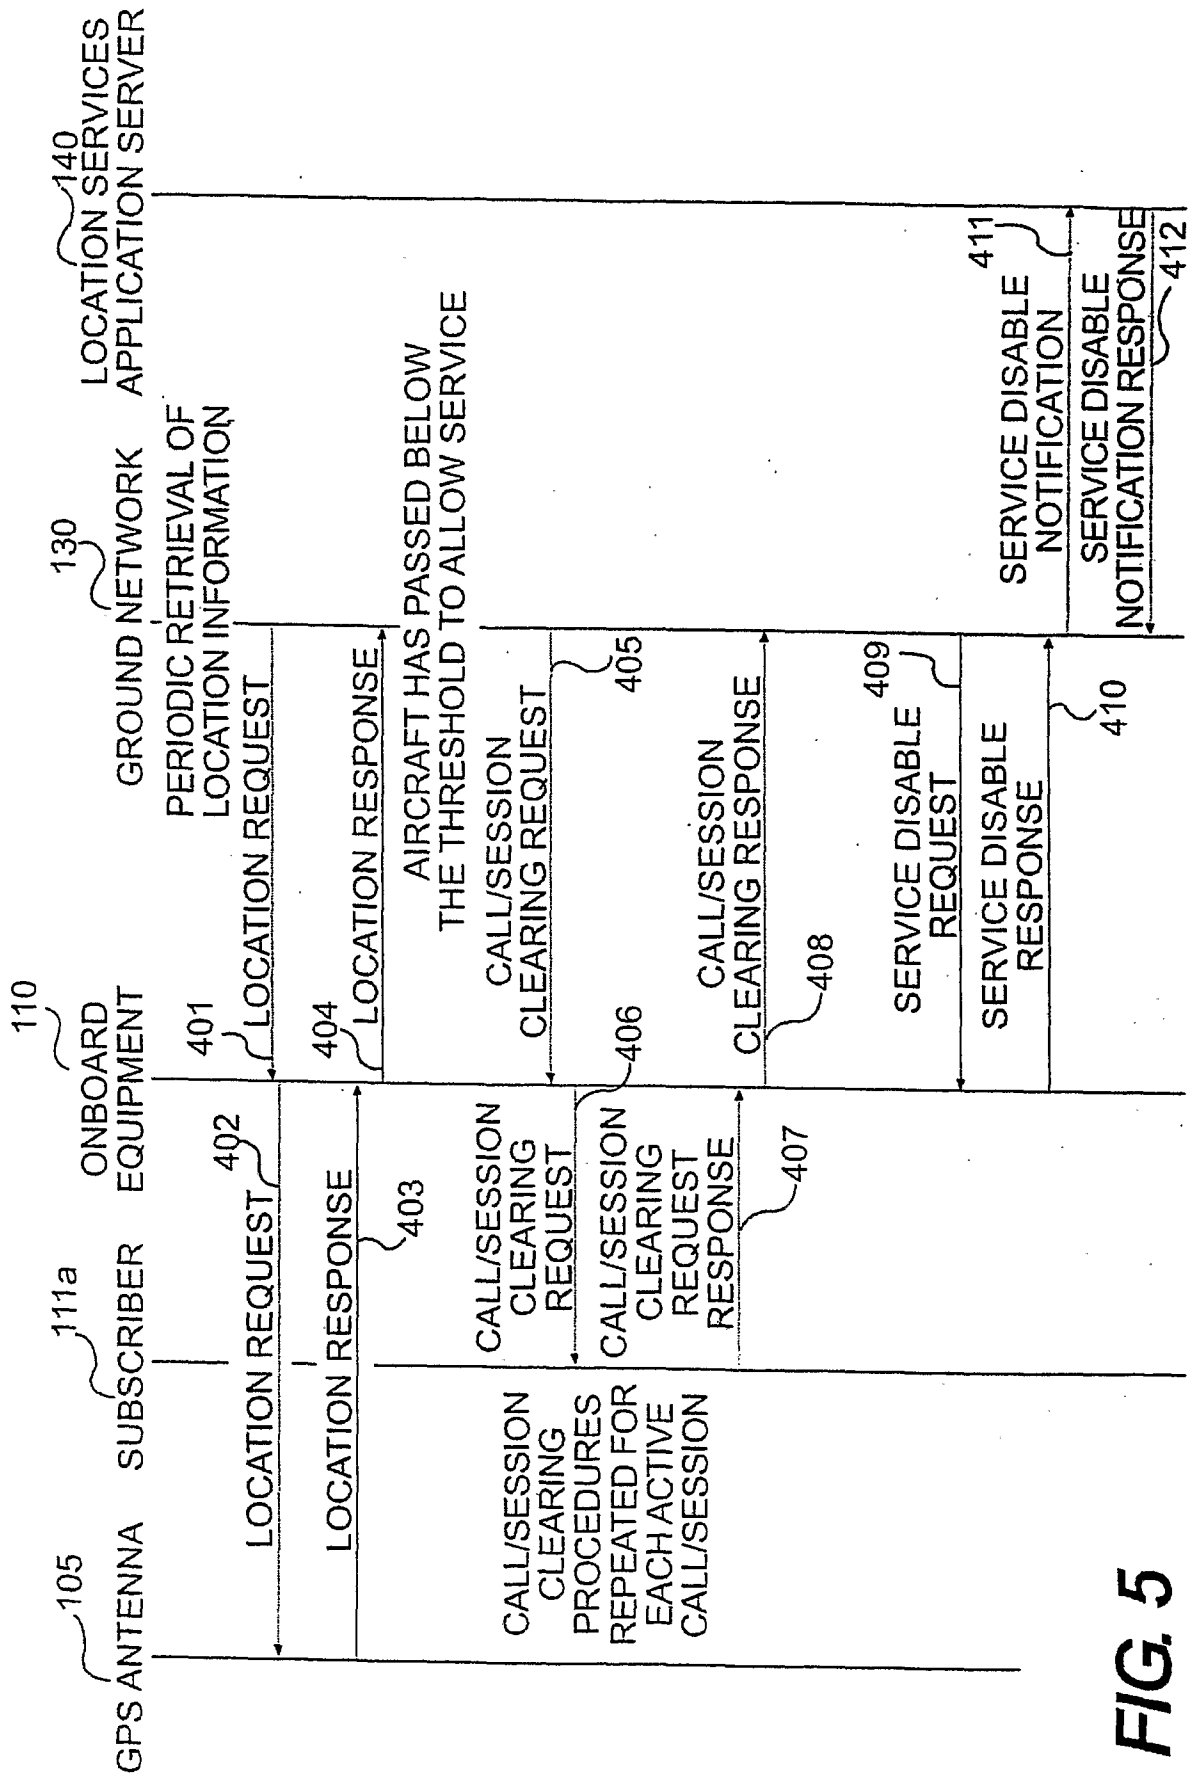 105
GPS ANTENNA
111a
SUBSCRIBER
110
ONBOARD
EQUIPMENT
130
GROUND NETWORK
140
LOCATION SERVICES
APPLICATION SERVER
PERIODIC RETRIEVAL OF
LOCATION INFORMATION
401
LOCATION REQUEST
402
LOCATION REQUEST
LOCATION RESPONSE
403
404
LOCATION RESPONSE
AIRCRAFT HAS PASSED BELOW
THE THRESHOLD TO ALLOW SERVICE
CALL/SESSION
CLEARING REQUEST
405
CALL/SESSION
CLEARING
REQUEST
406
CALL/SESSION
CLEARING
PROCEDURES
REPEATED FOR
EACH ACTIVE
CALL/SESSION
CALL/SESSION
CLEARING
REQUEST
RESPONSE
407
CALL/SESSION
CLEARING RESPONSE
408
SERVICE DISABLE
REQUEST
409
SERVICE DISABLE
RESPONSE
410
SERVICE DISABLE
NOTIFICATION
411
SERVICE DISABLE
NOTIFICATION RESPONSE
412
FIG. 5